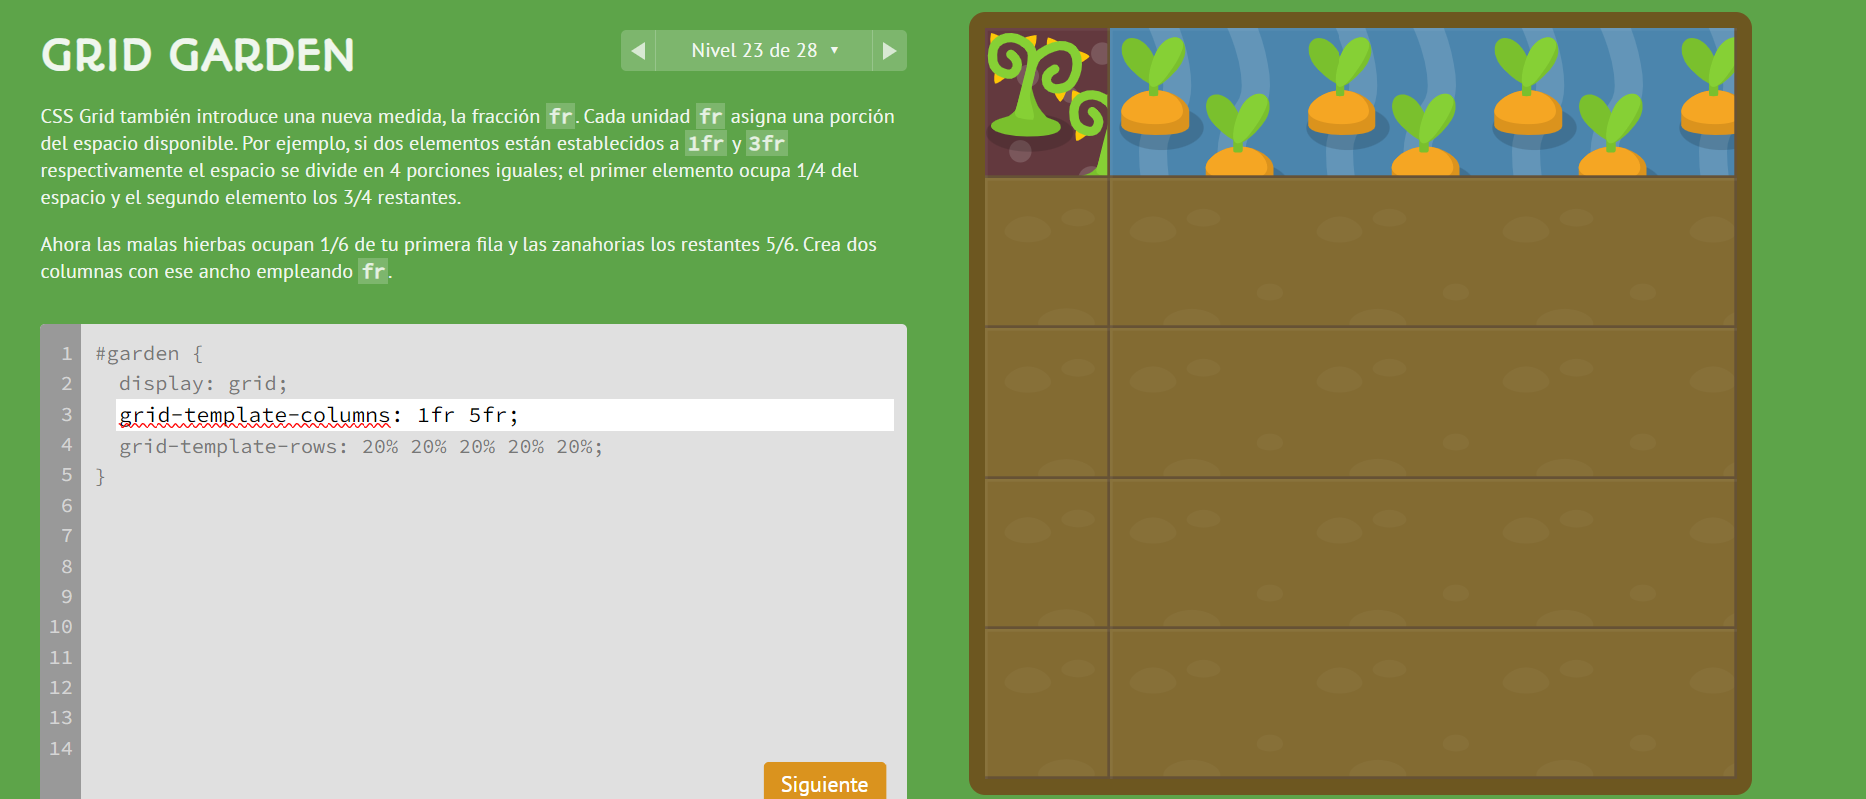 GRID GARDEN
Nivel 23 de 28
CSS Grid también introduce una nueva medida, la fracción fr. Cada unidad fr asigna una porción
del espacio disponible. Por ejemplo, si dos elementos están establecidos a 1fr y 3fr
respectivamente el espacio se divide en 4 porciones iguales; el primer elemento ocupa 1/4 del
espacio y el segundo elemento los 3/4 restantes.
Ahora las malas hierbas ocupan 1/6 de tu primera fila y las zanahorias los restantes 5/6. Crea dos
columnas con ese ancho empleando fr.
1 #garden {
2 display: grid;
3 grid-template-columns: 1fr 5fr;
4 grid-template-rows: 20% 20% 20% 20% 20%;
5 }
6
7
8
9
10
11
12
13
14
Siguiente